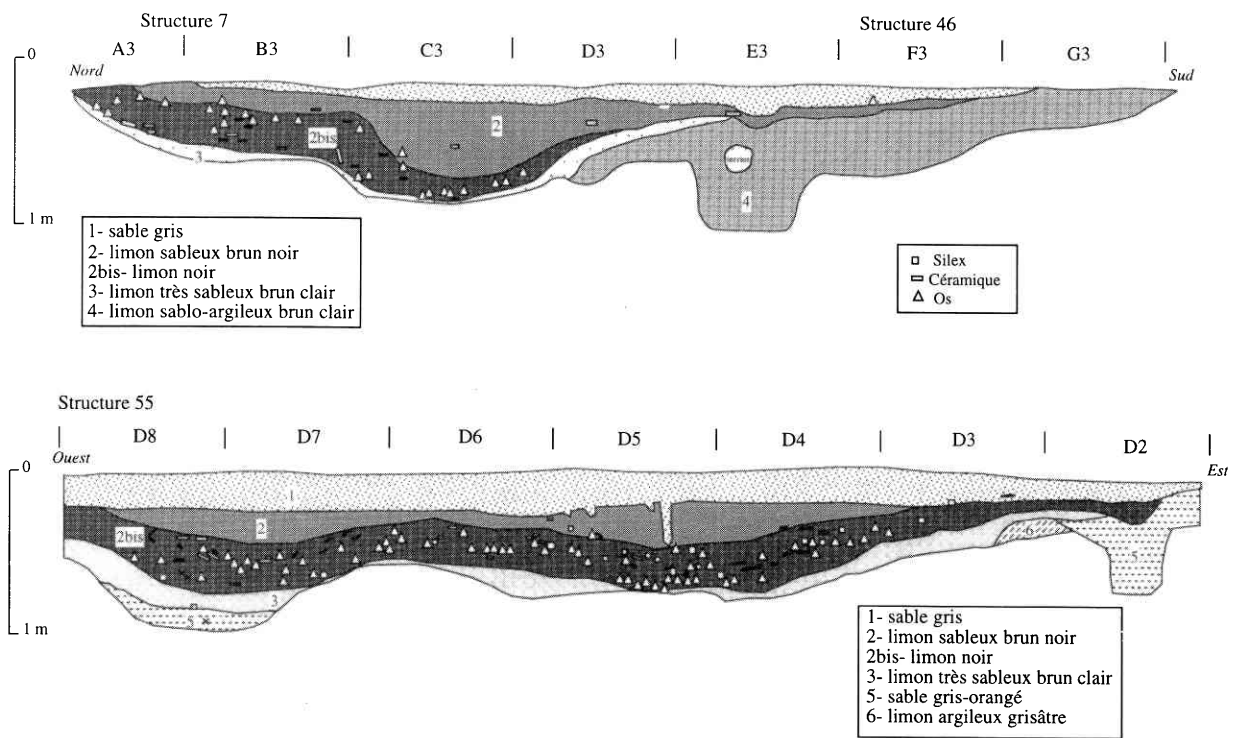 Structure 7
Structure 46
A3 B3 C3 D3 E3 F3 G3
0
Nord
Sud
2
2bis
3
terrier
4
1 m
1- sable gris
2- limon sableux brun noir
2bis- limon noir
3- limon très sableux brun clair
4- limon sablo-argileux brun clair
Silex
Céramique
Os
Structure 55
D8 D7 D6 D5 D4 D3 D2
Ouest
0
Est
1
2
2bis
6
5
3
5
1 m
1- sable gris
2- limon sableux brun noir
2bis- limon noir
3- limon très sableux brun clair
5- sable gris-orangé
6- limon argileux grisâtre